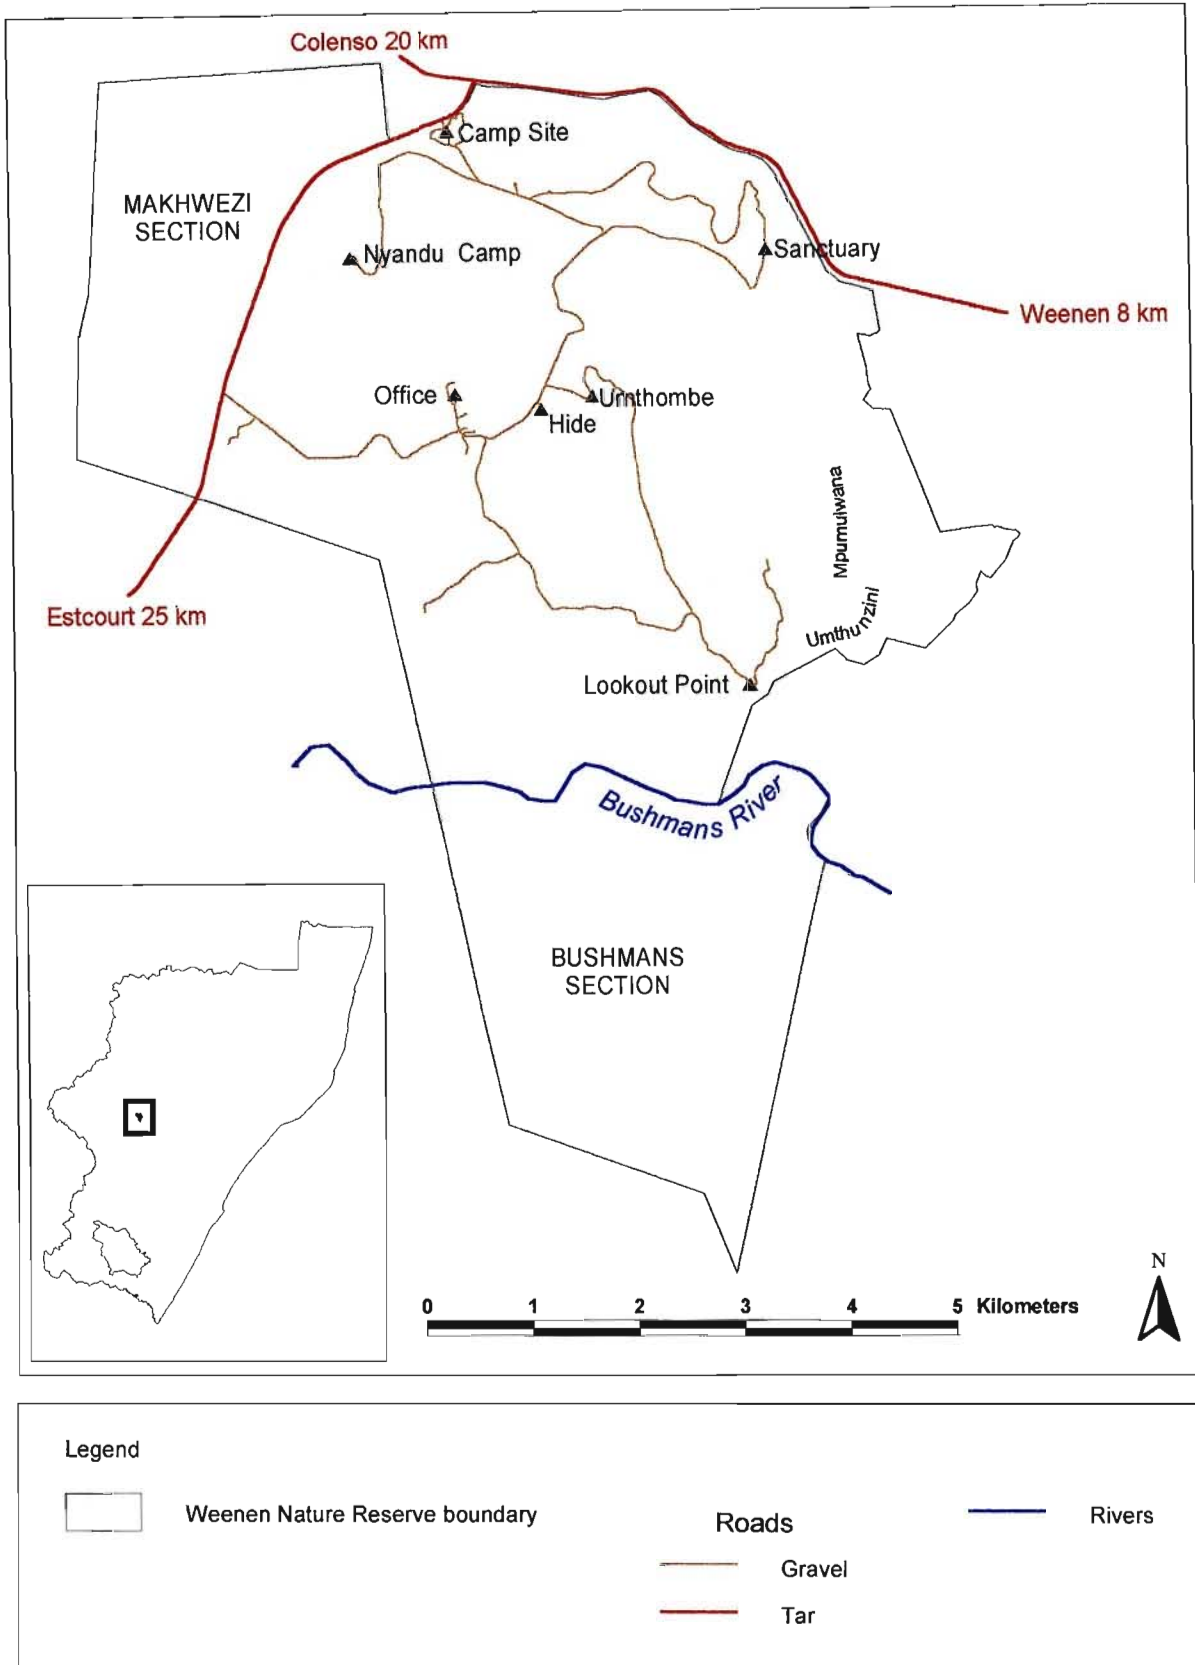 Colenso 20 km
Camp Site
MAKHWEZI
SECTION
Nyandu Camp
Sanctuary
Weenen 8 km
Office
Umthombe
Hide
Mpumulwana
Umthunzini
Estcourt 25 km
Lookout Point
Bushmans River
BUSHMANS
SECTION
N
0 1 2 3 4 5 Kilometers
Legend
Weenen Nature Reserve boundary
Roads
Rivers
Gravel
Tar